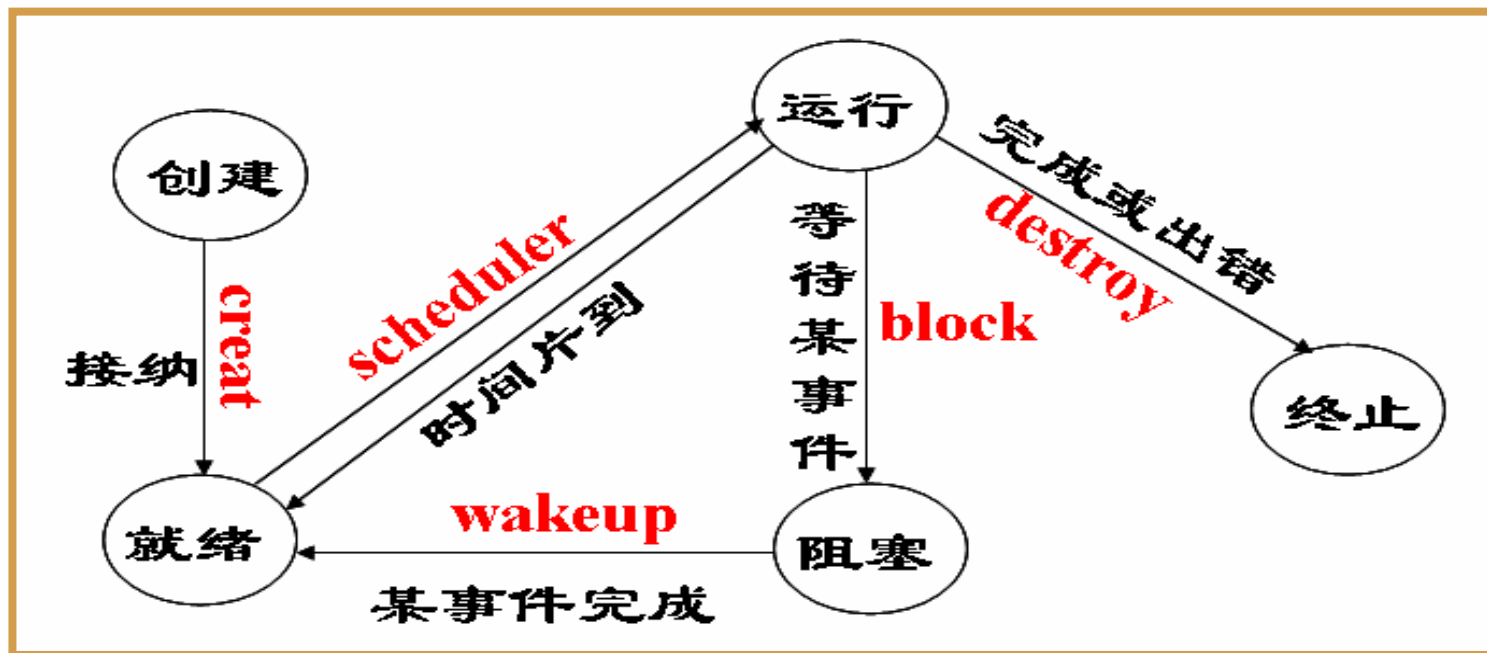 运行
创建
完成或出错
destroy
scheduler
时间片到
等待某事件
block
接纳
creat
终止
就绪
wakeup
阻塞
某事件完成